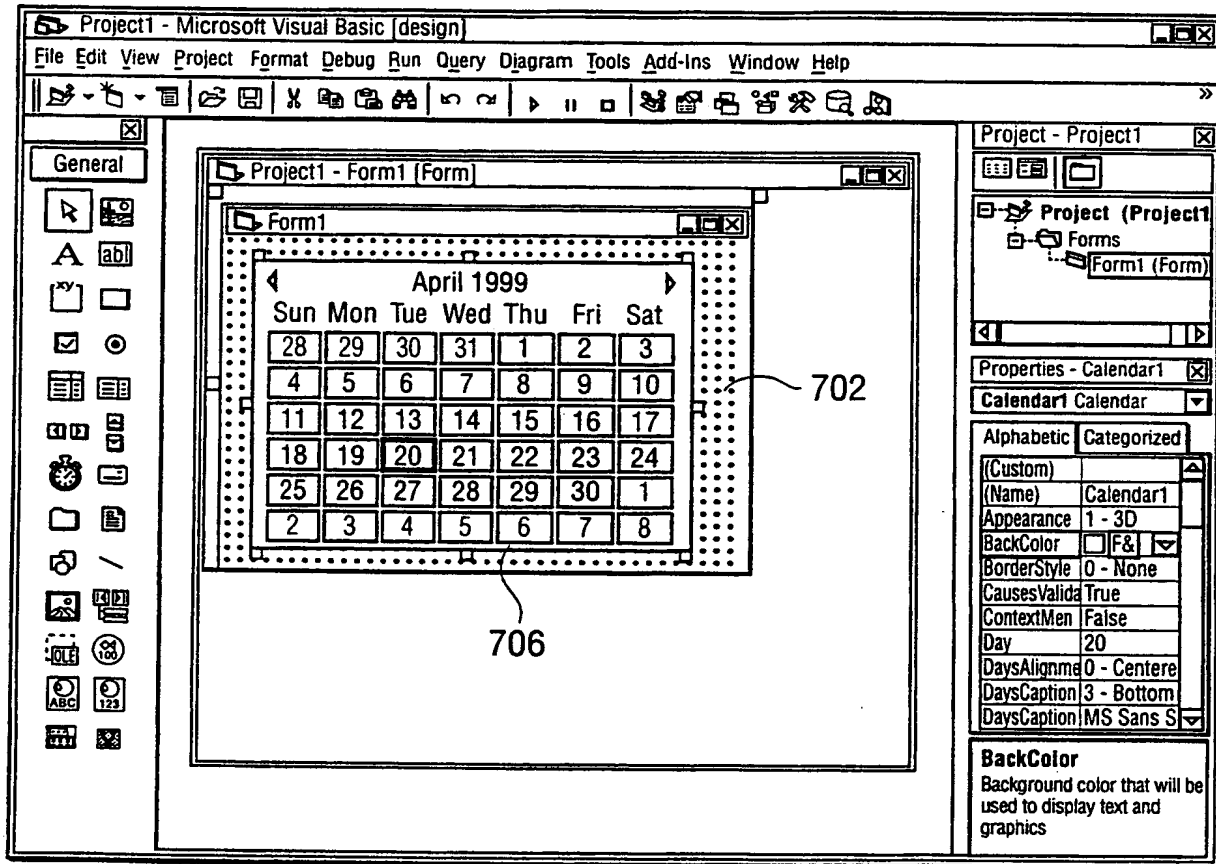 Project1 - Microsoft Visual Basic [design]
File Edit View Project Format Debug Run Query Diagram Tools Add-Ins Window Help
»
General
A
abl
xy
OLE
100
ABC
123
Project1 - Form1 (Form)
Form1
April 1999
Sun Mon Tue Wed Thu Fri Sat
28 29 30 31 1 2 3
4 5 6 7 8 9 10
11 12 13 14 15 16 17
18 19 20 21 22 23 24
25 26 27 28 29 30 1
2 3 4 5 6 7 8
702
706
Project - Project1
Project (Project1
Forms
Form1 (Form)
Properties - Calendar1
Calendar1 Calendar
Alphabetic Categorized
(Custom)
(Name) Calendar1
Appearance 1 - 3D
BackColor F&
BorderStyle 0 - None
CausesValida True
ContextMen False
Day 20
DaysAlignme 0 - Centere
DaysCaption 3 - Bottom
DaysCaption MS Sans S
BackColor
Background color that will be
used to display text and
graphics